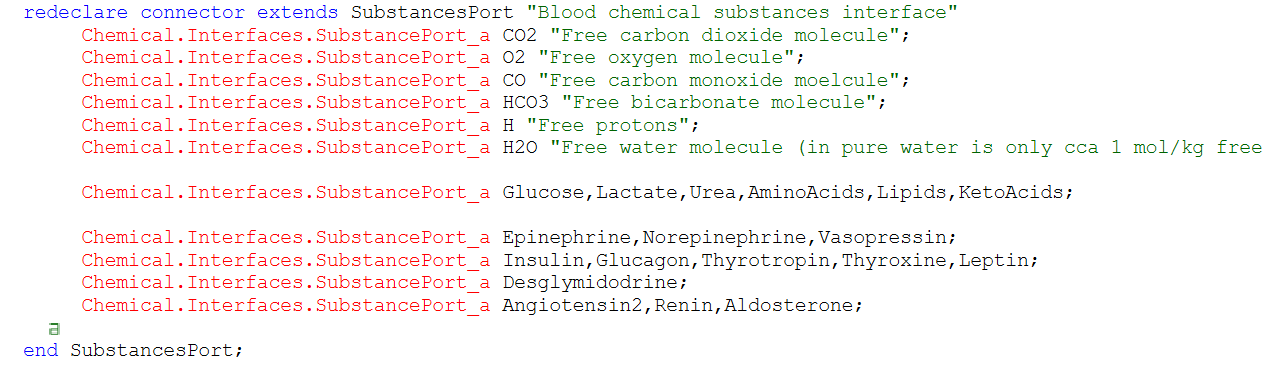 redeclare connector extends SubstancesPort "Blood chemical substances interface"
Chemical.Interfaces.SubstancePort_a CO2 "Free carbon dioxide molecule";
Chemical.Interfaces.SubstancePort_a O2 "Free oxygen molecule";
Chemical.Interfaces.SubstancePort_a CO "Free carbon monoxide moelcule";
Chemical.Interfaces.SubstancePort_a HCO3 "Free bicarbonate molecule";
Chemical.Interfaces.SubstancePort_a H "Free protons";
Chemical.Interfaces.SubstancePort_a H2O "Free water molecule (in pure water is only cca 1 mol/kg free
Chemical.Interfaces.SubstancePort_a Glucose,Lactate,Urea,AminoAcids,Lipids,KetoAcids;
Chemical.Interfaces.SubstancePort_a Epinephrine,Norepinephrine,Vasopressin;
Chemical.Interfaces.SubstancePort_a Insulin,Glucagon,Thyrotropin,Thyroxine,Leptin;
Chemical.Interfaces.SubstancePort_a Desglymidodrine;
Chemical.Interfaces.SubstancePort_a Angiotensin2,Renin,Aldosterone;
a
end SubstancesPort;